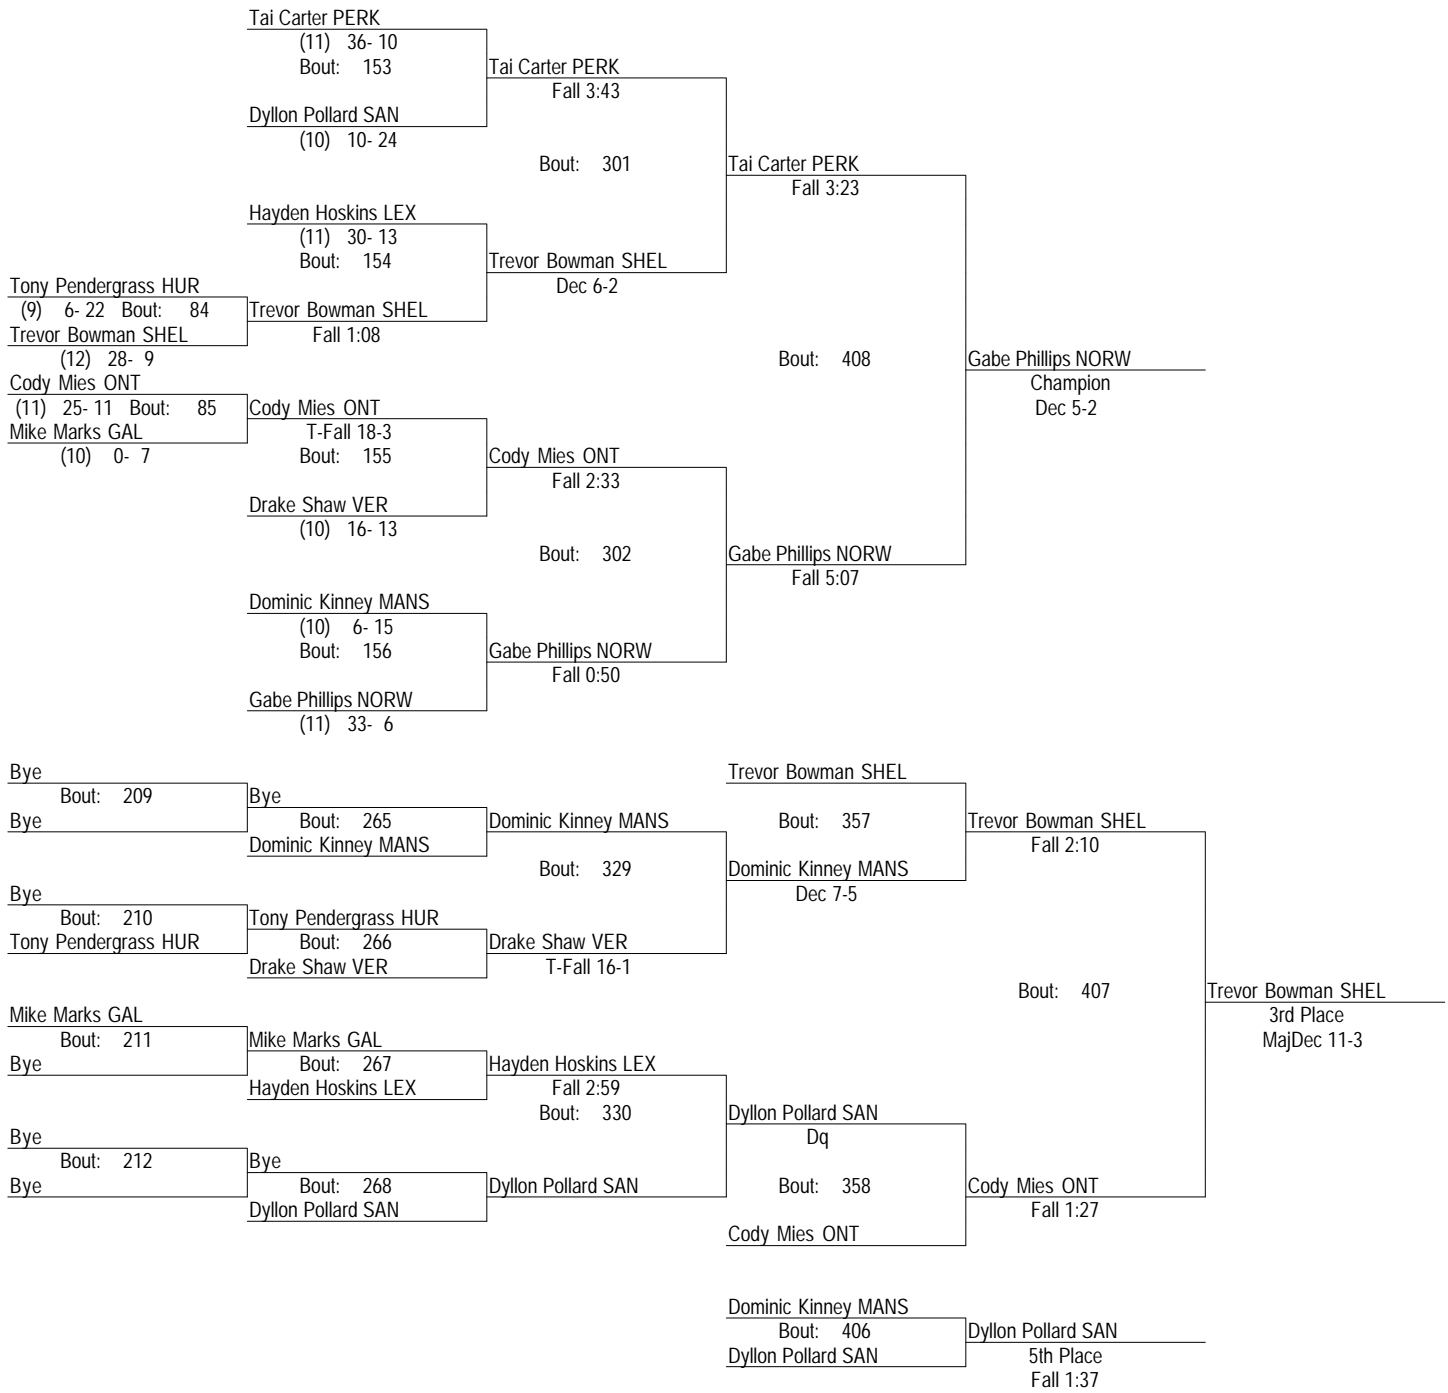 Tai Carter PERK
(11) 36- 10
Bout: 153
Tai Carter PERK
Fall 3:43
Dyllon Pollard SAN
(10) 10- 24
Bout: 301
Tai Carter PERK
Fall 3:23
Hayden Hoskins LEX
(11) 30- 13
Bout: 154
Trevor Bowman SHEL
Dec 6-2
Tony Pendergrass HUR
(9) 6- 22 Bout: 84
Trevor Bowman SHEL
Fall 1:08
Trevor Bowman SHEL
(12) 28- 9
Bout: 408
Gabe Phillips NORW
Champion
Dec 5-2
Cody Mies ONT
(11) 25- 11 Bout: 85
Cody Mies ONT
T-Fall 18-3
Mike Marks GAL
(10) 0- 7
Bout: 155
Cody Mies ONT
Fall 2:33
Drake Shaw VER
(10) 16- 13
Bout: 302
Gabe Phillips NORW
Fall 5:07
Dominic Kinney MANS
(10) 6- 15
Bout: 156
Gabe Phillips NORW
Fall 0:50
Gabe Phillips NORW
(11) 33- 6
Bye
Bout: 209
Bye
Bye
Bout: 265
Dominic Kinney MANS
Dominic Kinney MANS
Trevor Bowman SHEL
Bout: 357
Trevor Bowman SHEL
Fall 2:10
Bout: 329
Dominic Kinney MANS
Dec 7-5
Bye
Bout: 210
Tony Pendergrass HUR
Tony Pendergrass HUR
Bout: 266
Drake Shaw VER
Drake Shaw VER
T-Fall 16-1
Bout: 407
Trevor Bowman SHEL
3rd Place
MajDec 11-3
Mike Marks GAL
Bout: 211
Bye
Mike Marks GAL
Bout: 267
Hayden Hoskins LEX
Hayden Hoskins LEX
Fall 2:59
Bout: 330
Dyllon Pollard SAN
Dq
Bye
Bout: 212
Bye
Bye
Bout: 268
Dyllon Pollard SAN
Dyllon Pollard SAN
Bout: 358
Cody Mies ONT
Fall 1:27
Cody Mies ONT
Dominic Kinney MANS
Bout: 406
Dyllon Pollard SAN
Dyllon Pollard SAN
5th Place
Fall 1:37